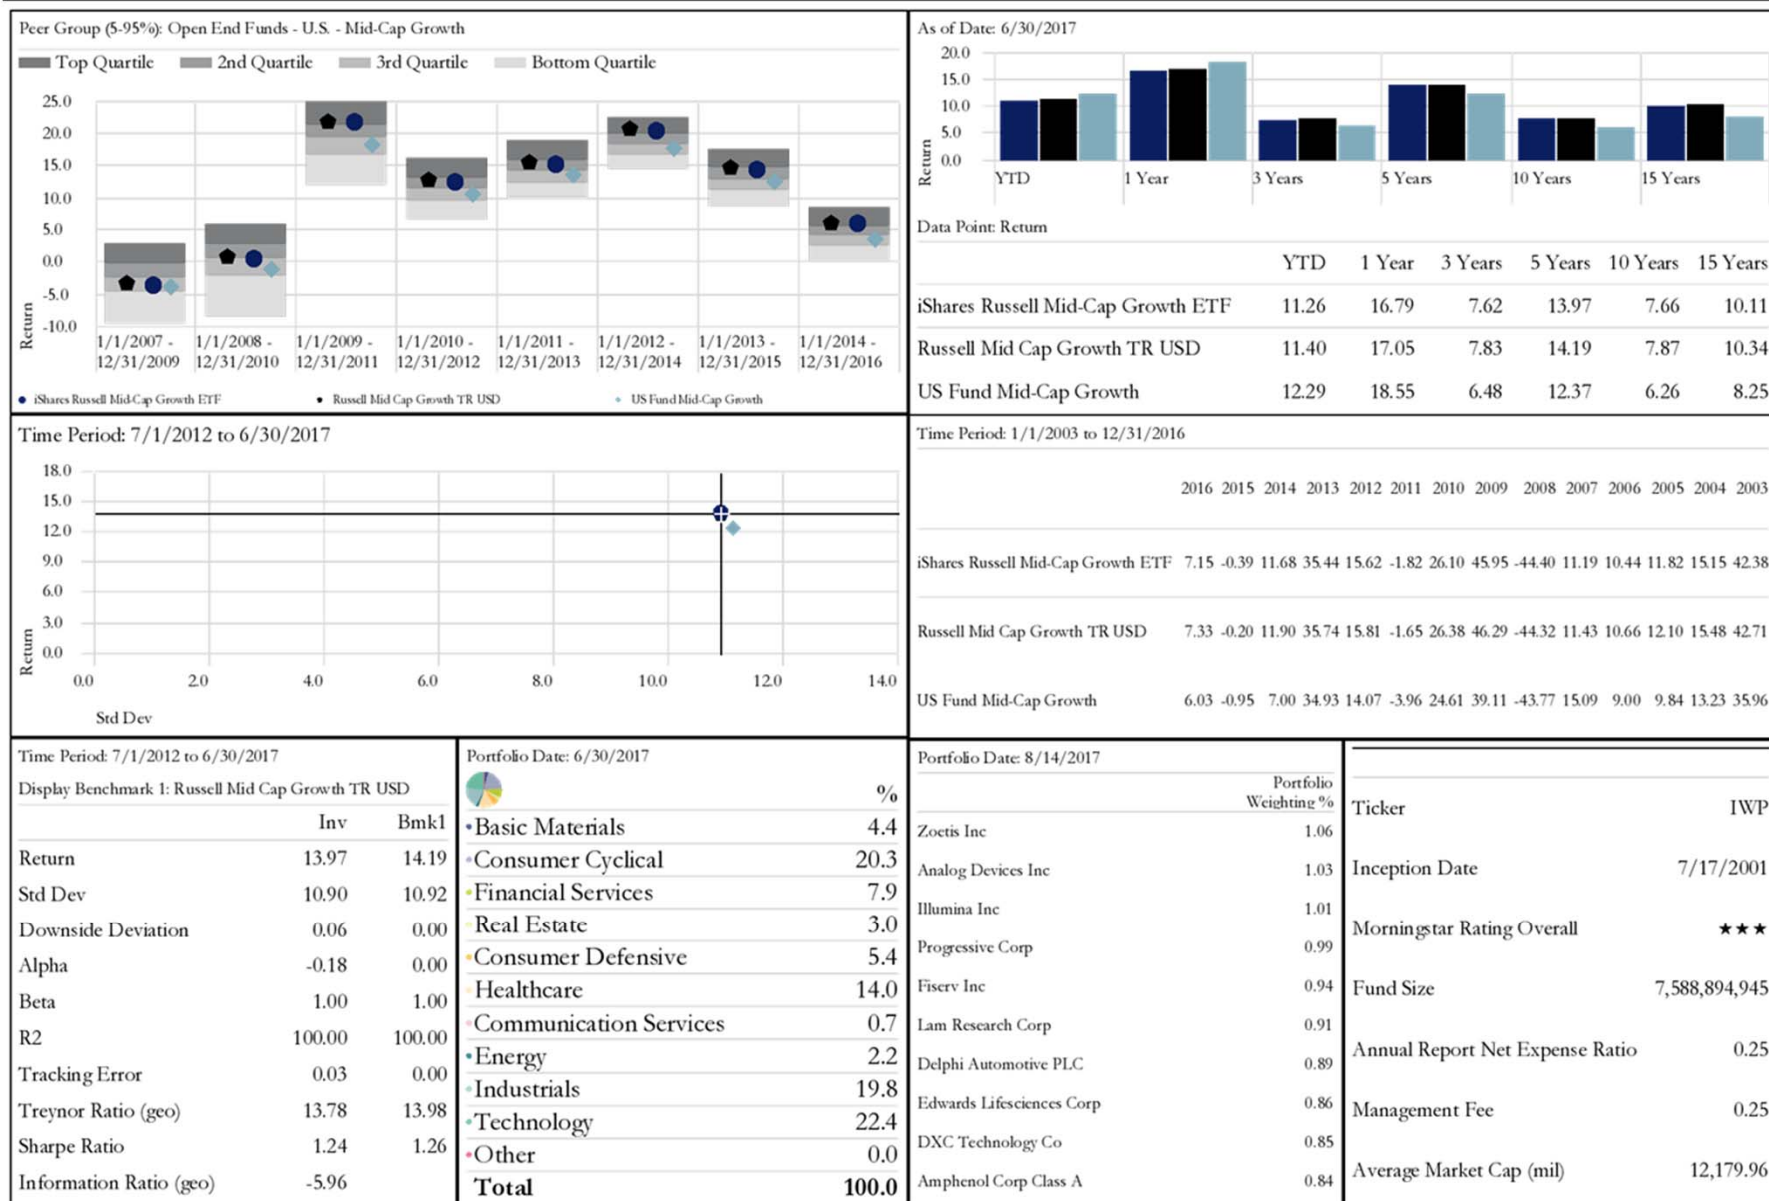 Peer Group (5-95%): Open End Funds - U.S. - Mid-Cap Growth
Top Quartile 2nd Quartile 3rd Quartile Bottom Quartile
25.0
20.0
15.0
10.0
5.0
0.0
-5.0
-10.0
Return
1/1/2007 - 1/1/2008 - 1/1/2009 - 1/1/2010 - 1/1/2011 - 1/1/2012 - 1/1/2013 - 1/1/2014 -
12/31/2009 12/31/2010 12/31/2011 12/31/2012 12/31/2013 12/31/2014 12/31/2015 12/31/2016
iShares Russell Mid-Cap Growth ETF Russell Mid Cap Growth TR USD US Fund Mid-Cap Growth
As of Date: 6/30/2017
20.0
15.0
10.0
5.0
0.0
Return
YTD 1 Year 3 Years 5 Years 10 Years 15 Years
Data Point: Return
YTD 1 Year 3 Years 5 Years 10 Years 15 Years
iShares Russell Mid-Cap Growth ETF 11.26 16.79 7.62 13.97 7.66 10.11
Russell Mid Cap Growth TR USD 11.40 17.05 7.83 14.19 7.87 10.34
US Fund Mid-Cap Growth 12.29 18.55 6.48 12.37 6.26 8.25
Time Period: 7/1/2012 to 6/30/2017
18.0
15.0
12.0
9.0
6.0
3.0
0.0
Return
0.0 2.0 4.0 6.0 8.0 10.0 12.0 14.0
Std Dev
Time Period: 1/1/2003 to 12/31/2016
2016 2015 2014 2013 2012 2011 2010 2009 2008 2007 2006 2005 2004 2003
iShares Russell Mid-Cap Growth ETF 7.15 -0.39 11.68 35.44 15.62 -1.82 26.10 45.95 -44.40 11.19 10.44 11.82 15.15 42.38
Russell Mid Cap Growth TR USD 7.33 -0.20 11.90 35.74 15.81 -1.65 26.38 46.29 -44.32 11.43 10.66 12.10 15.48 42.71
US Fund Mid-Cap Growth 6.03 -0.95 7.00 34.93 14.07 -3.96 24.61 39.11 -43.77 15.09 9.00 9.84 13.23 35.96
Time Period: 7/1/2012 to 6/30/2017
Display Benchmark 1: Russell Mid Cap Growth TR USD
Inv Bmk1
Return 13.97 14.19
Std Dev 10.90 10.92
Downside Deviation 0.06 0.00
Alpha -0.18 0.00
Beta 1.00 1.00
R2 100.00 100.00
Tracking Error 0.03 0.00
Treynor Ratio (geo) 13.78 13.98
Sharpe Ratio 1.24 1.26
Information Ratio (geo) -5.96
Portfolio Date: 6/30/2017
%
Basic Materials 4.4
Consumer Cyclical 20.3
Financial Services 7.9
Real Estate 3.0
Consumer Defensive 5.4
Healthcare 14.0
Communication Services 0.7
Energy 2.2
Industrials 19.8
Technology 22.4
Other 0.0
Total 100.0
Portfolio Date: 8/14/2017
Portfolio
Weighting %
Zoetis Inc 1.06
Analog Devices Inc 1.03
Illumina Inc 1.01
Progressive Corp 0.99
Fiserv Inc 0.94
Lam Research Corp 0.91
Delphi Automotive PLC 0.89
Edwards Lifesciences Corp 0.86
DXC Technology Co 0.85
Amphenol Corp Class A 0.84
Ticker IWP
Inception Date 7/17/2001
Morningstar Rating Overall ★★★
Fund Size 7,588,894,945
Annual Report Net Expense Ratio 0.25
Management Fee 0.25
Average Market Cap (mil) 12,179.96